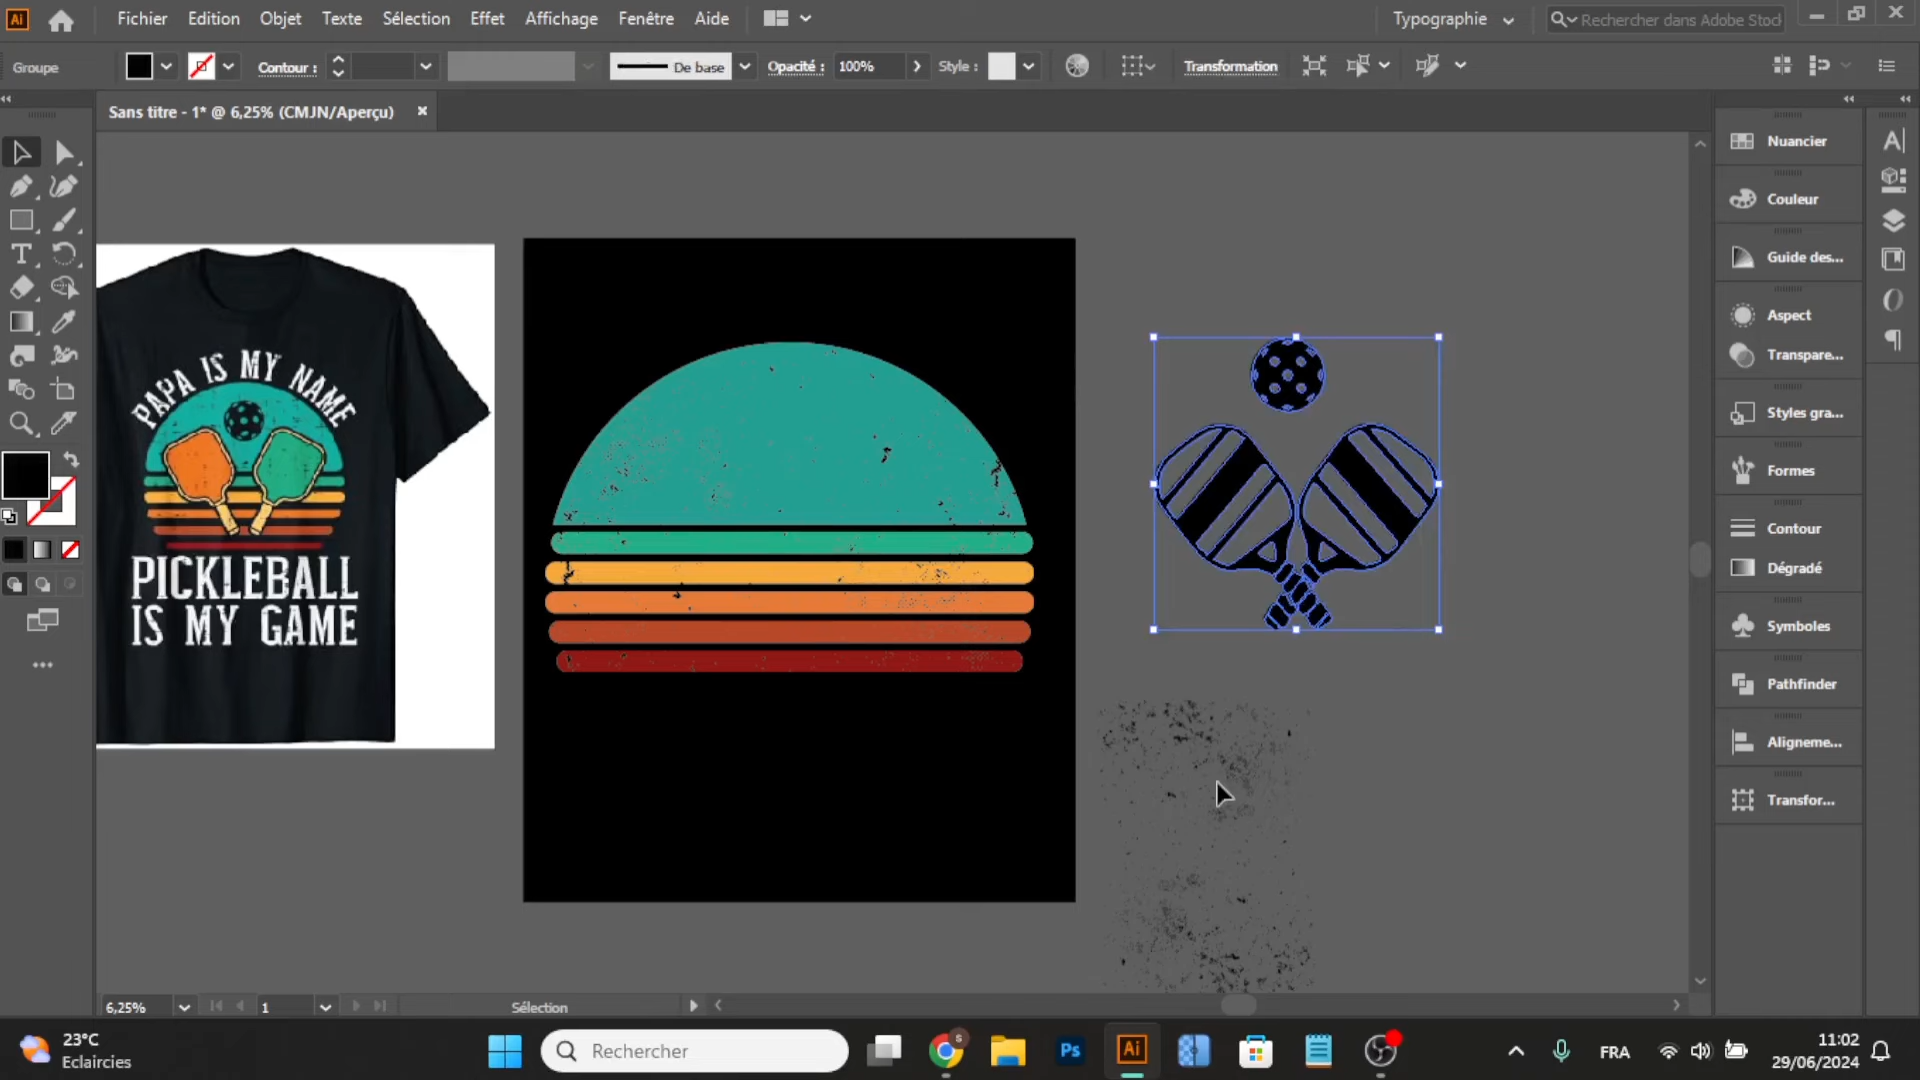 Ai
Fichier Edition Objet Texte Sélection Effet Affichage Fenêtre Aide
Typographie
Rechercher dans Adobe Stock
Groupe
Contour :
De base
Opacité : 100%
Style :
Transformation
Sans titre - 1* @ 6,25% (CMJN/Aperçu)
Nuancier
Couleur
Guide des...
Aspect
Transpare...
Styles gra...
Formes
Contour
Dégradé
Symboles
Pathfinder
Aligneme...
Transfor...
PAPA IS MY NAME
PICKLEBALL
IS MY GAME
6,25%
1
Sélection
23°C
Eclaircies
Rechercher
S
Ps
Ai
FRA
11:02
29/06/2024